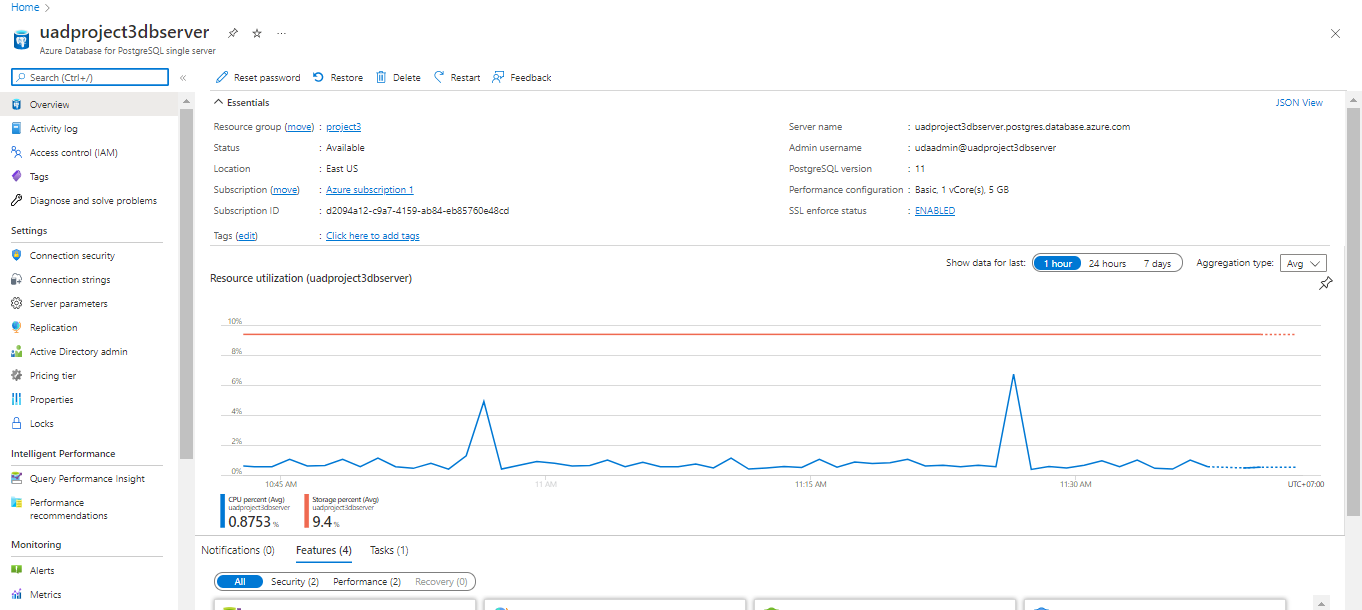 Home
uadproject3dbserver
Azure Database for PostgreSQL single server
Search (Ctrl+/)
Overview
Activity log
Access control (IAM)
Tags
Diagnose and solve problems
Settings
Connection security
Connection strings
Server parameters
Replication
Active Directory admin
Pricing tier
Properties
Locks
Intelligent Performance
Query Performance Insight
Performance
recommendations
Monitoring
Alerts
Metrics
Reset password Restore Delete Restart Feedback
Essentials
JSON View
Resource group (move) : project3
Status : Available
Location : East US
Subscription (move) : Azure subscription 1
Subscription ID : d2094a12-c9a7-4159-ab84-eb85760e48cd
Tags (edit) : Click here to add tags
Server name : uadproject3dbserver.postgres.database.azure.com
Admin username : udaadmin@uadproject3dbserver
PostgreSQL version : 11
Performance configuration : Basic, 1 vCore(s), 5 GB
SSL enforce status : ENABLED
Show data for last: 1 hour 24 hours 7 days Aggregation type: Avg
Resource utilization (uadproject3dbserver)
10%
8%
6%
4%
2%
0%
10:45 AM 11 AM 11:15 AM 11:30 AM UTC+07:00
CPU percent (Avg)
uadproject3dbserver
0.8753 %
Storage percent (Avg)
uadproject3dbserver
9.4 %
Notifications (0) Features (4) Tasks (1)
All Security (2) Performance (2) Recovery (0)